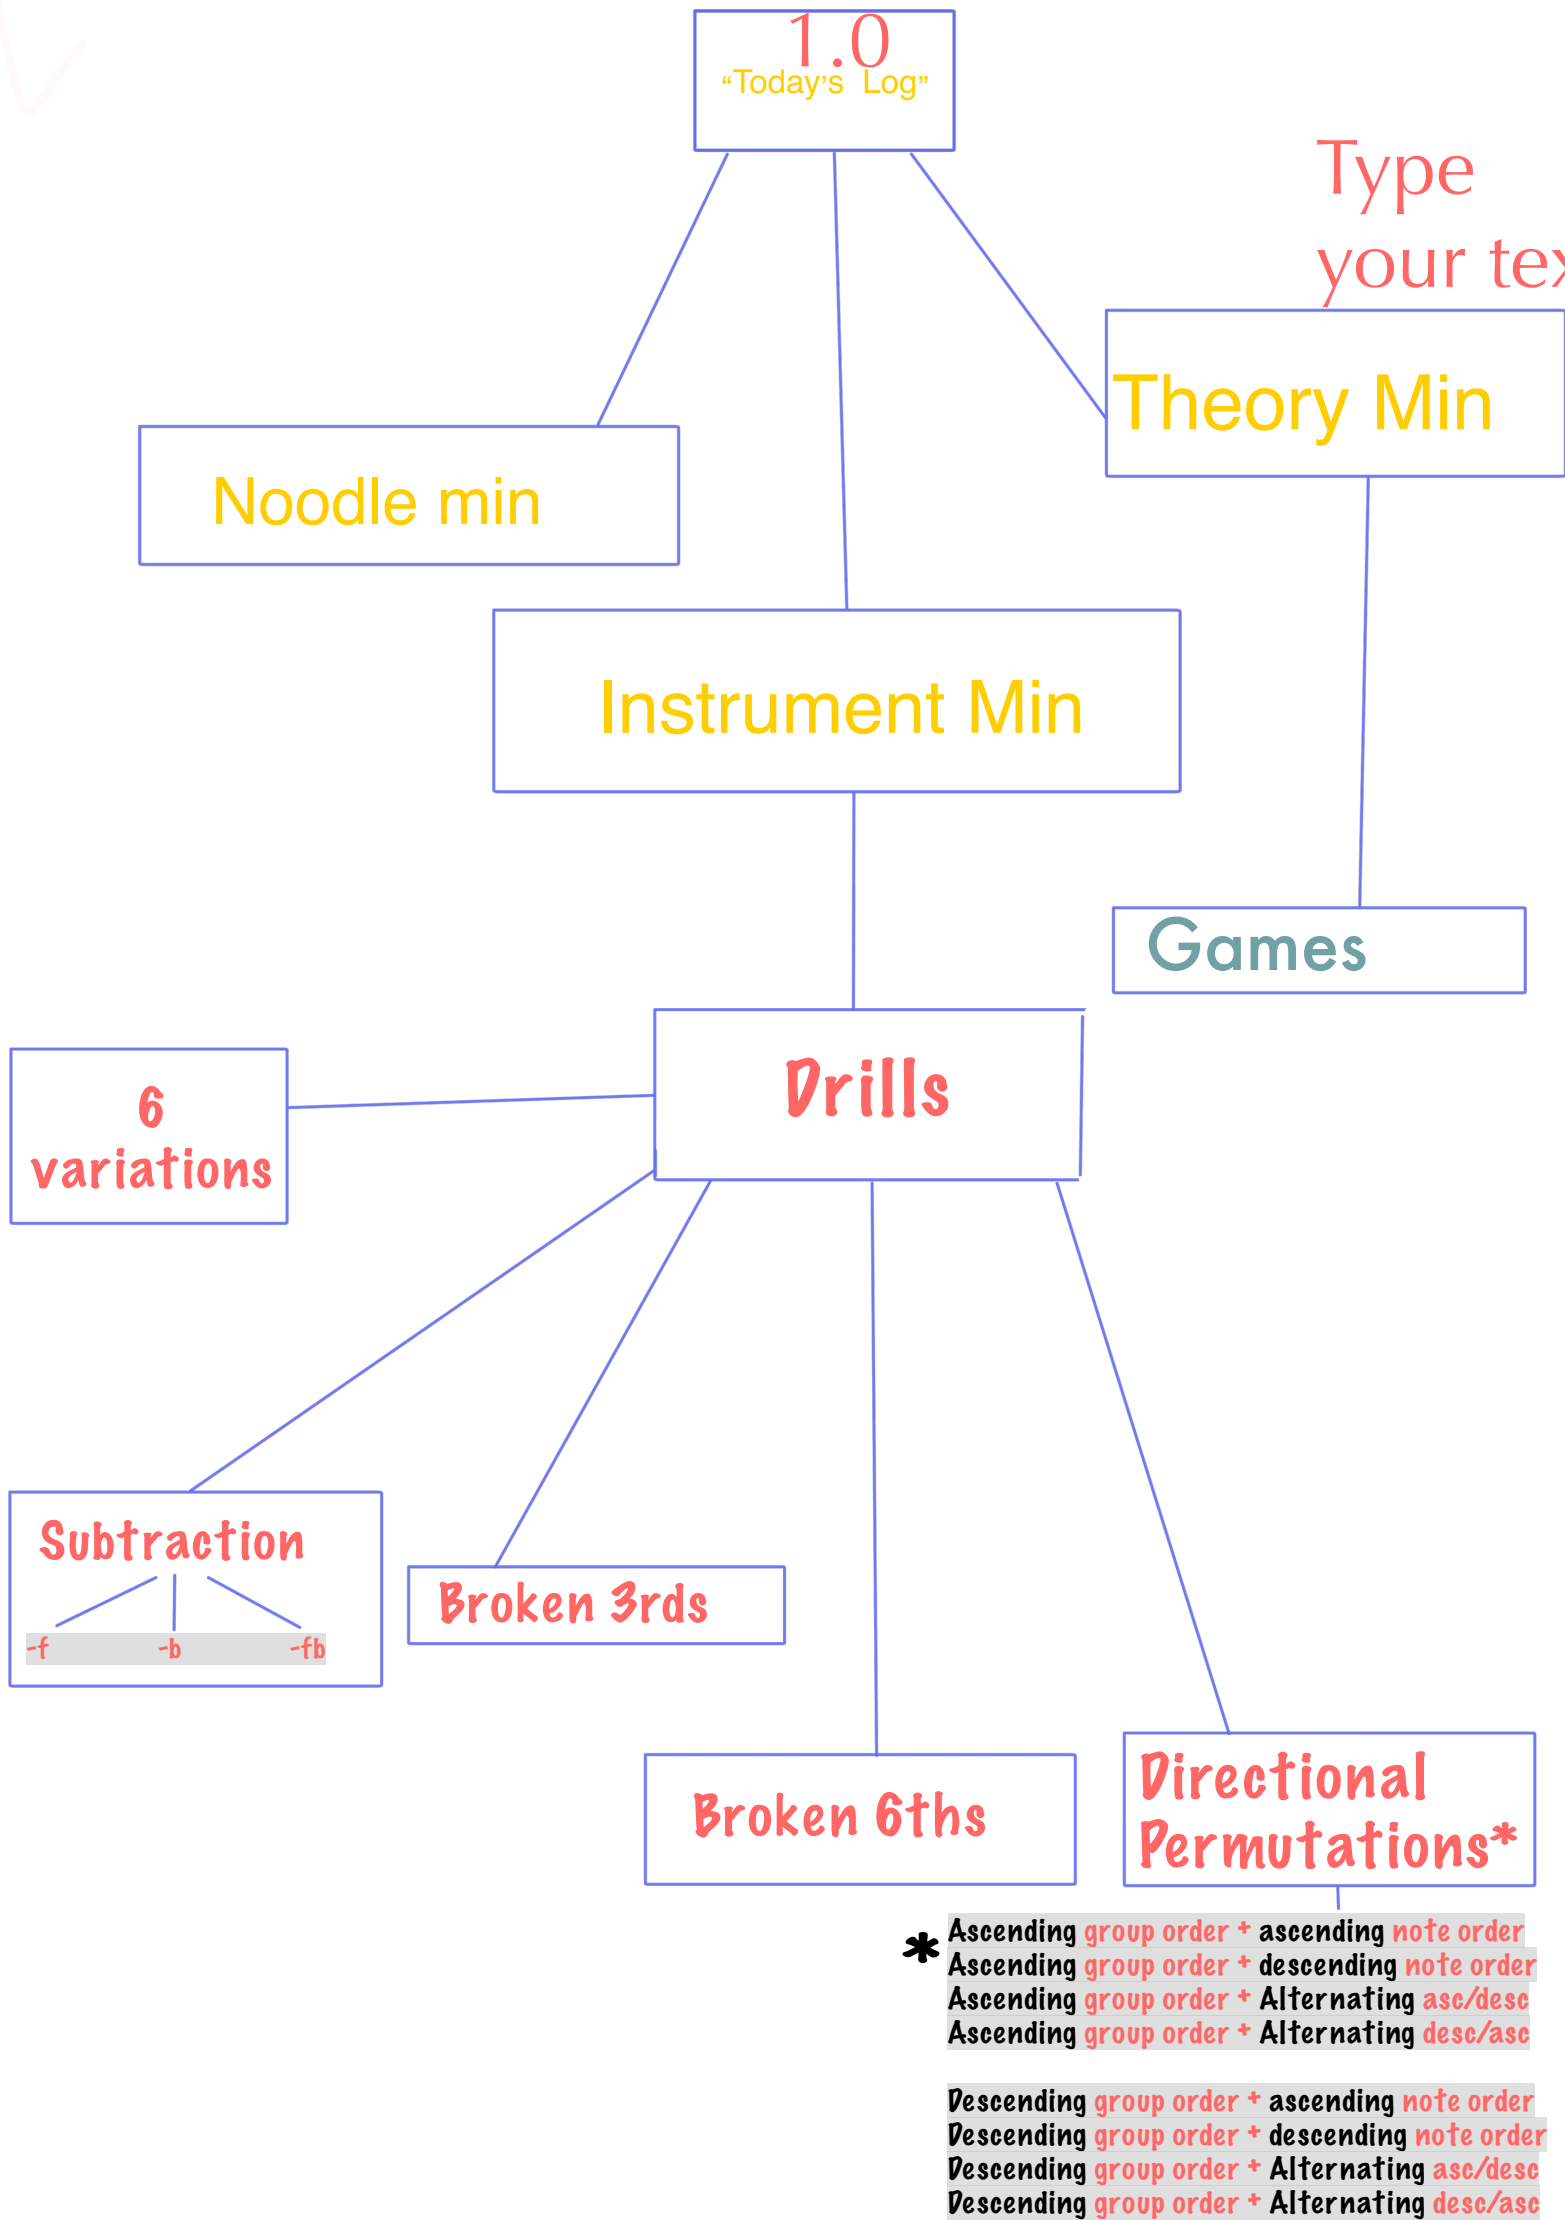 1.0
“Today’s Log”
Type
your tex
Theory Min
Noodle min
Instrument Min
Games
Drills
6
variations
Subtraction
-f -b -fb
Broken 3rds
Broken 6ths
Directional
Permutations*
* Ascending group order + ascending note order
Ascending group order + descending note order
Ascending group order + Alternating asc/desc
Ascending group order + Alternating desc/asc
Descending group order + ascending note order
Descending group order + descending note order
Descending group order + Alternating asc/desc
Descending group order + Alternating desc/asc